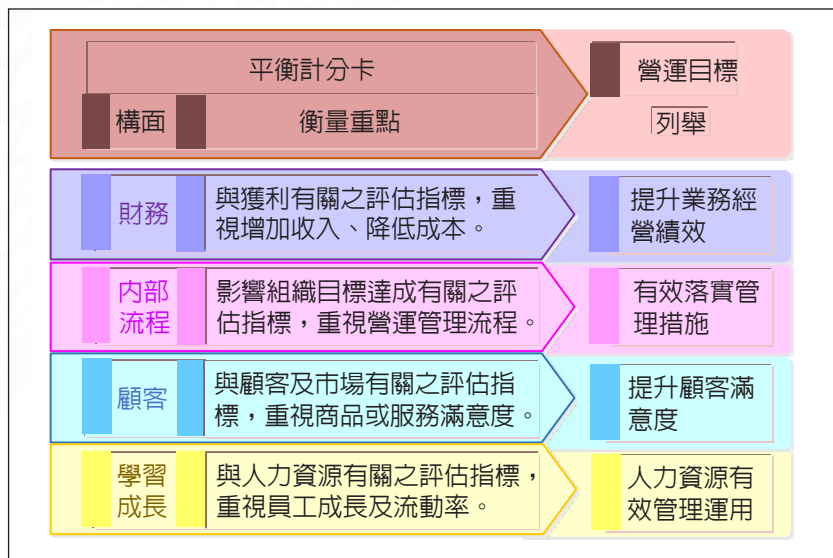 平衡計分卡
營運目標
構面
衡量重點
列舉
財務
與獲利有關之評估指標，重
視增加收入、降低成本。
提升業務經
營績效
內部
流程
影響組織目標達成有關之評
估指標，重視營運管理流程。
有效落實管
理措施
顧客
與顧客及市場有關之評估指
標，重視商品或服務滿意度。
提升顧客滿
意度
學習
成長
與人力資源有關之評估指標，
重視員工成長及流動率。
人力資源有
效管理運用